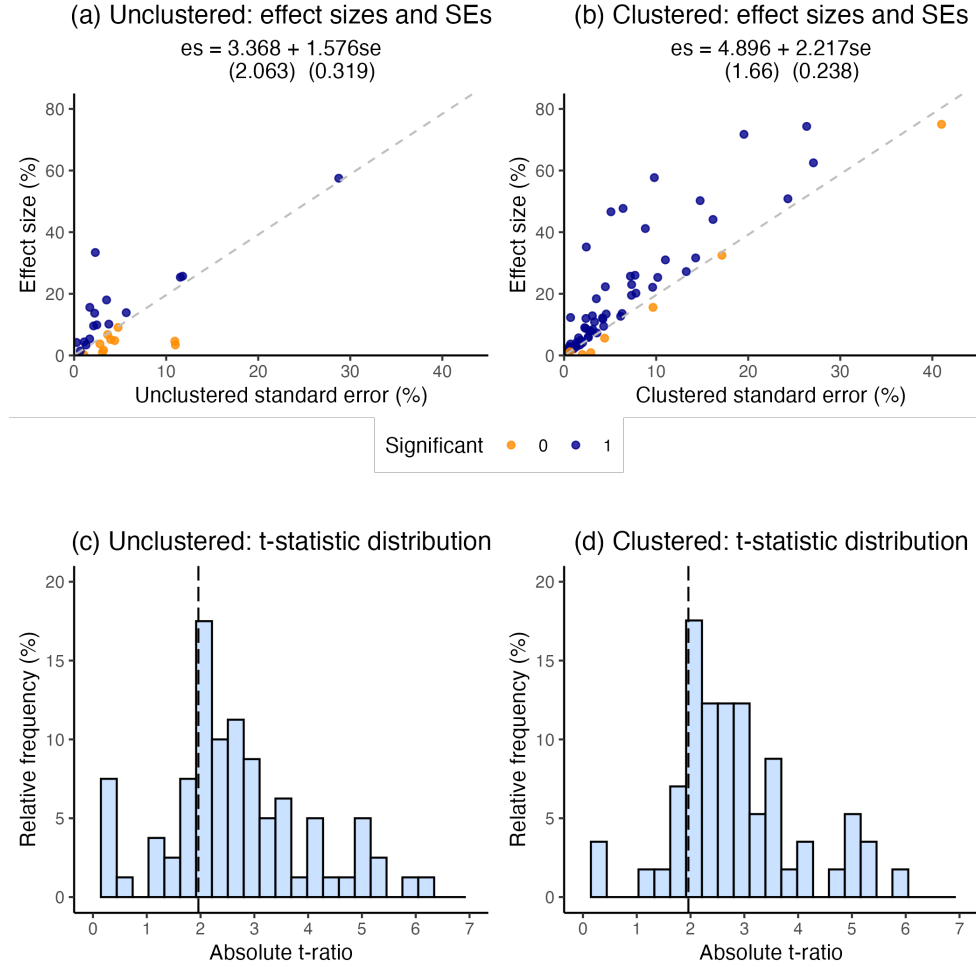 (a) Unclustered: effect sizes and SEs
es = 3.368 + 1.576se
(2.063) (0.319)
80
60
40
20
0
Effect size (%)
0 10 20 30 40
Unclustered standard error (%)
(b) Clustered: effect sizes and SEs
es = 4.896 + 2.217se
(1.66) (0.238)
80
60
40
20
0
Effect size (%)
0 10 20 30 40
Clustered standard error (%)
Significant 0 1
(c) Unclustered: t-statistic distribution
20
15
10
5
0
Relative frequency (%)
0 1 2 3 4 5 6 7
Absolute t-ratio
(d) Clustered: t-statistic distribution
20
15
10
5
0
Relative frequency (%)
0 1 2 3 4 5 6 7
Absolute t-ratio